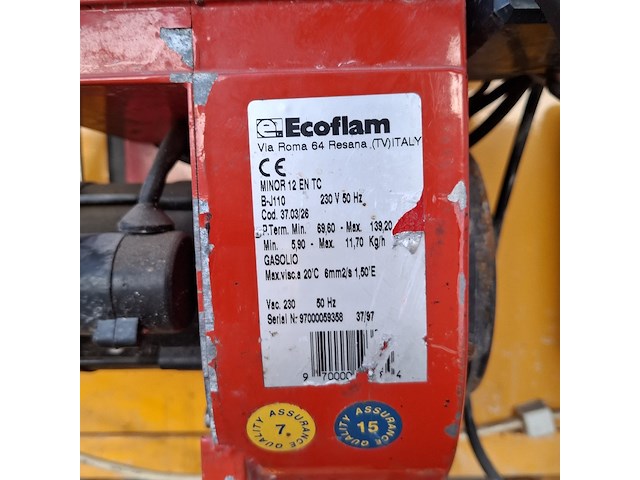 e Ecoflam
Via Roma 64 Resana (TV) ITALY
CE
MINOR 12 EN TC
B-J110 230 V 50 Hz
Cod. 37.03/26
P.Term. Min. 69,60 - Max. 139,20
Min. 5,90 - Max. 11,70 Kg/h
GASOLIO
Max.visc.a 20°C 6mm2/s 1,50°E
Vac. 230 50 Hz
Serial N: 97000059358 37/97
QUALITY ASSURANCE
7.
QUALITY ASSURANCE
15